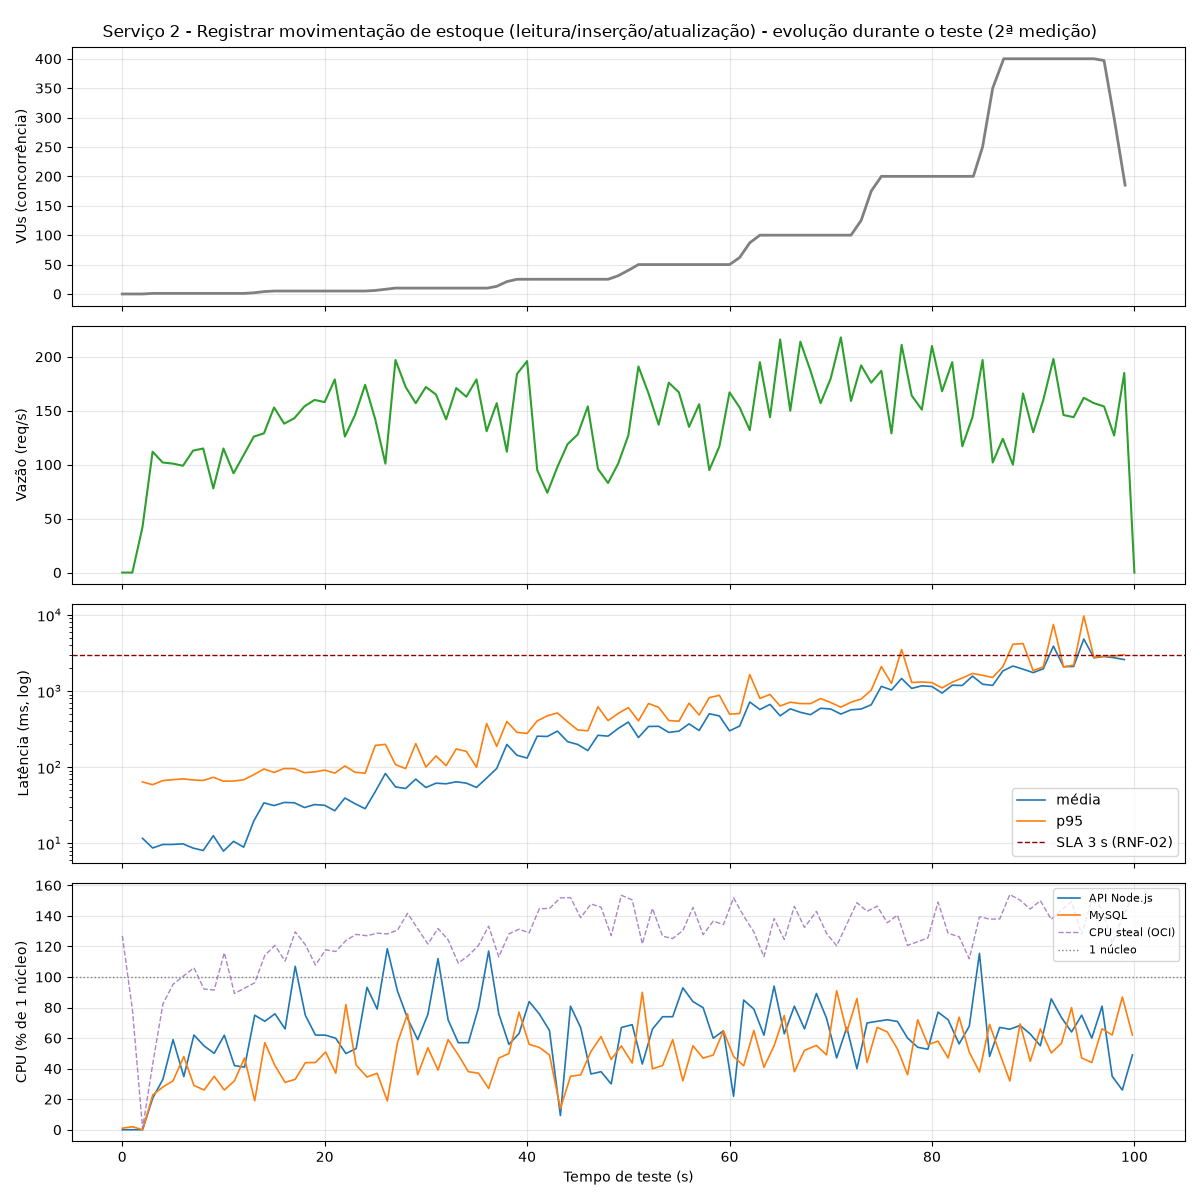 Serviço 2 - Registrar movimentação de estoque (leitura/inserção/atualização) - evolução durante o teste (2ª medição)
VUs (concorrência)
400
350
300
250
200
150
100
50
0
Vazão (req/s)
200
150
100
50
0
Latência (ms, log)
10⁴
10³
10²
10¹
média
p95
SLA 3 s (RNF-02)
CPU (% de 1 núcleo)
160
140
120
100
80
60
40
20
0
API Node.js
MySQL
CPU steal (OCI)
1 núcleo
0
20
40
60
80
100
Tempo de teste (s)